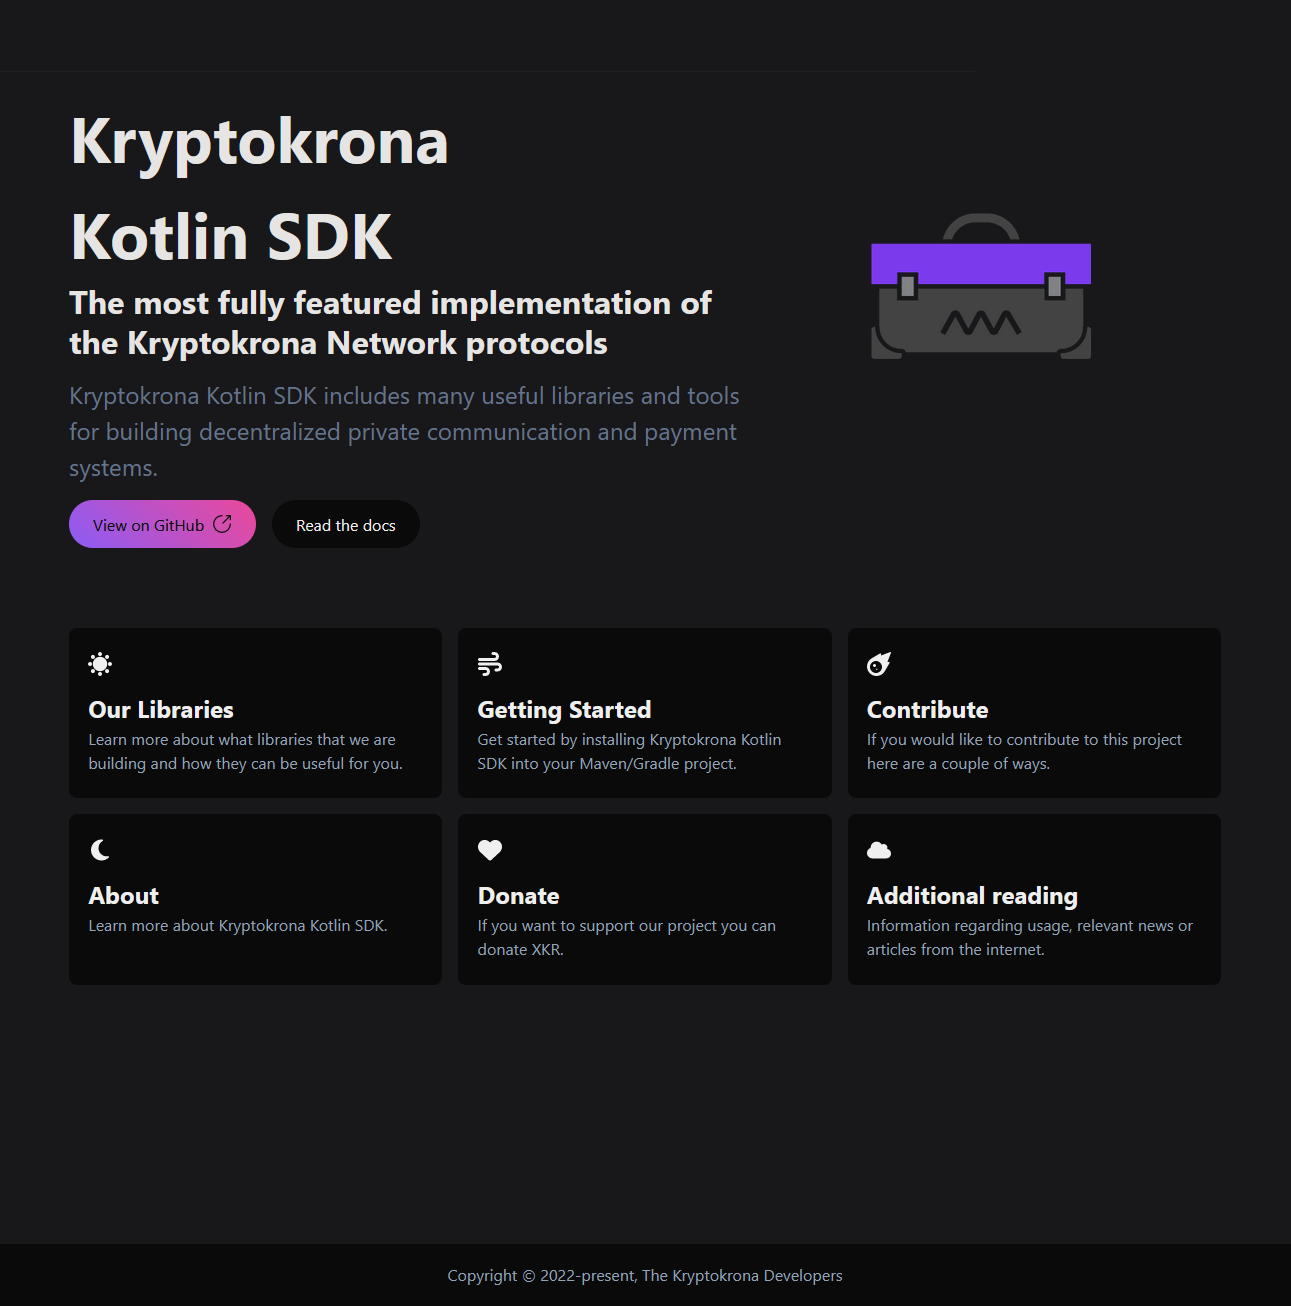 Kryptokrona
Kotlin SDK
The most fully featured implementation of
the Kryptokrona Network protocols
Kryptokrona Kotlin SDK includes many useful libraries and tools
for building decentralized private communication and payment
systems.
View on GitHub
Read the docs
Our Libraries
Learn more about what libraries that we are
building and how they can be useful for you.
Getting Started
Get started by installing Kryptokrona Kotlin
SDK into your Maven/Gradle project.
Contribute
If you would like to contribute to this project
here are a couple of ways.
About
Learn more about Kryptokrona Kotlin SDK.
Donate
If you want to support our project you can
donate XKR.
Additional reading
Information regarding usage, relevant news or
articles from the internet.
Copyright © 2022-present, The Kryptokrona Developers